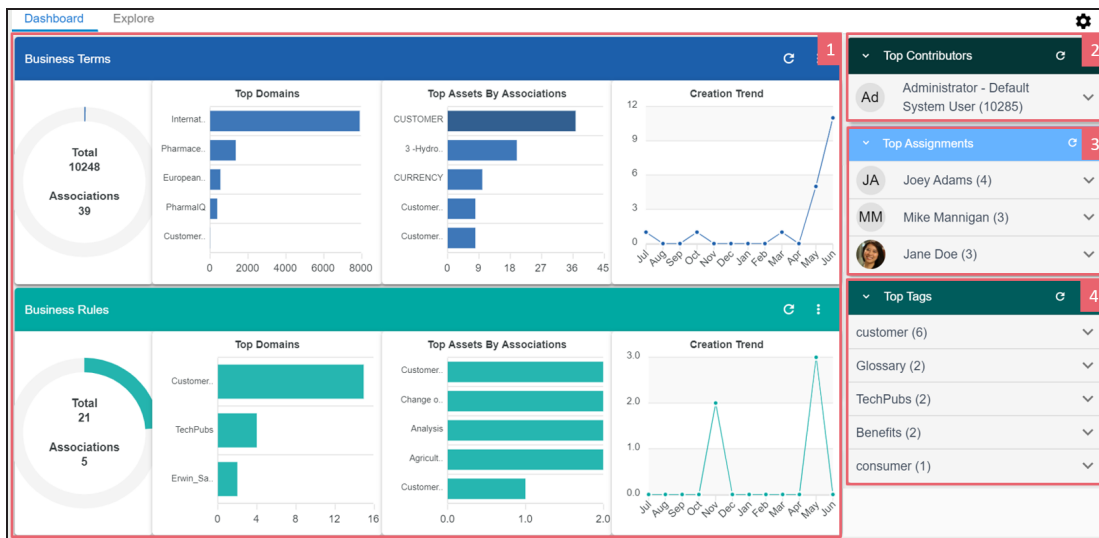 Dashboard Explore
Business Terms
1
Total
10248
Associations
39
Top Domains
Internat..
Pharmace..
European..
PharmaIQ
Customer..
0 2000 4000 6000 8000
Top Assets By Associations
CUSTOMER
3 -Hydro..
CURRENCY
Customer..
Customer..
0 9 18 27 36 45
Creation Trend
12
9
6
3
0
Jul Aug Sep Oct Nov Dec Jan Feb Mar Apr May Jun
Business Rules
Total
21
Associations
5
Top Domains
Customer..
TechPubs
Erwin_Sa..
0 4 8 12 16
Top Assets By Associations
Customer..
Change o..
Analysis
Agricult..
Customer..
0.0 1.0 2.0
Creation Trend
3.0
2.0
1.0
0.0
Jul Aug Sep Oct Nov Dec Jan Feb Mar Apr May Jun
Top Contributors
2
Ad
Administrator - Default
System User (10285)
Top Assignments
3
JA Joey Adams (4)
MM Mike Mannigan (3)
Jane Doe (3)
Top Tags
4
customer (6)
Glossary (2)
TechPubs (2)
Benefits (2)
consumer (1)